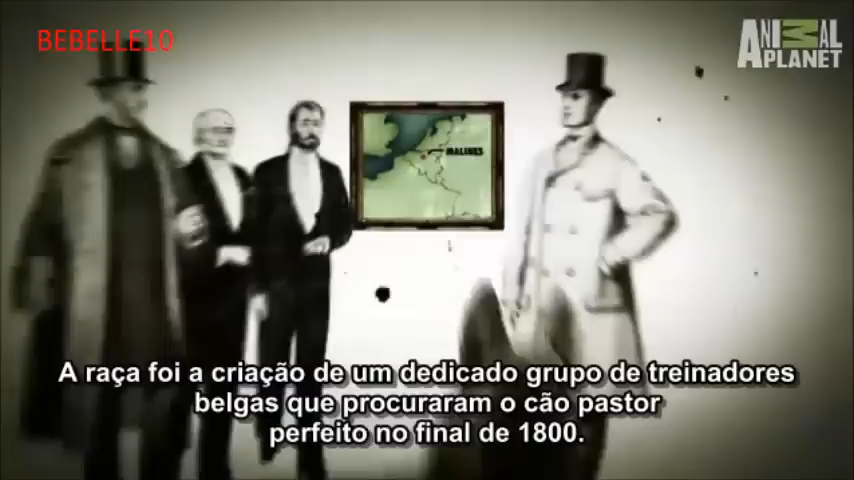 BEBELLE10
ANIMAL
PLANET
MALINES
A raça foi a criação de um dedicado grupo de treinadores
belgas que procuraram o cão pastor
perfeito no final de 1800.